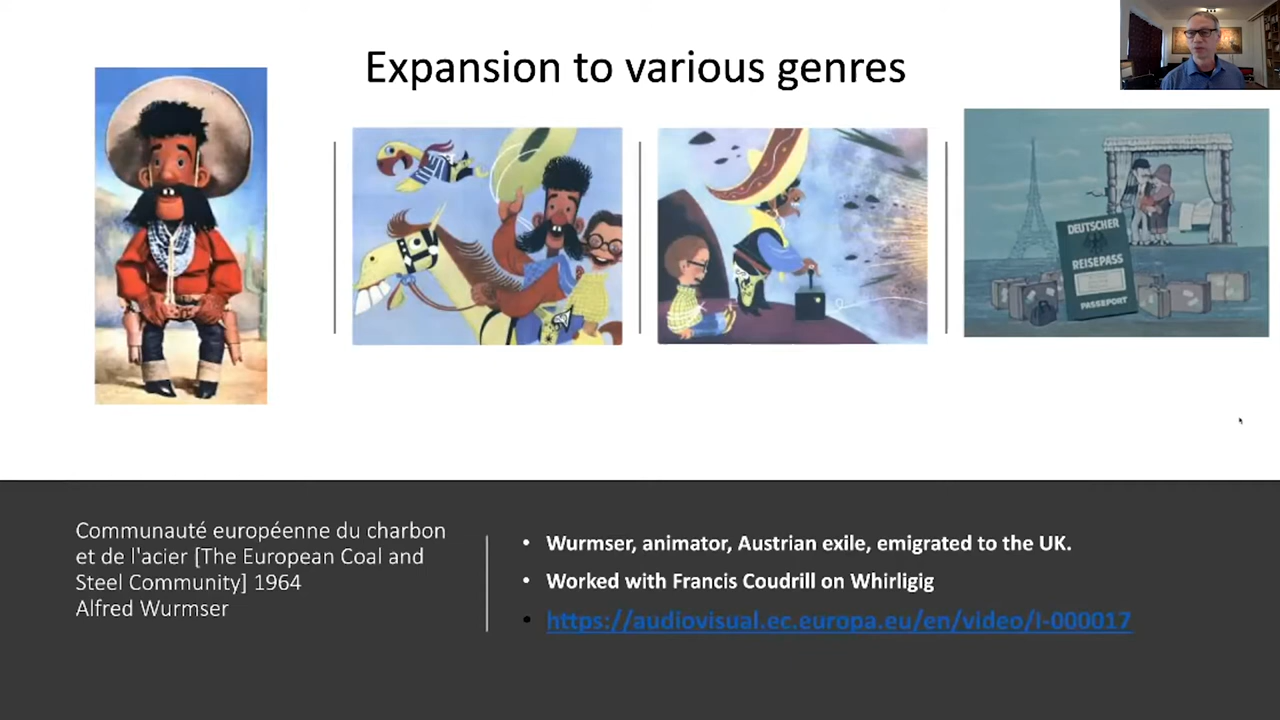 Expansion to various genres
DEUTSCHER
REISEPASS
PASSEPORT
Communauté européenne du charbon
et de l'acier [The European Coal and
Steel Community] 1964
Alfred Wurmser
• Wurmser, animator, Austrian exile, emigrated to the UK.
• Worked with Francis Coudrill on Whirligig
• https://audiovisual.ec.europa.eu/en/video/I-000017